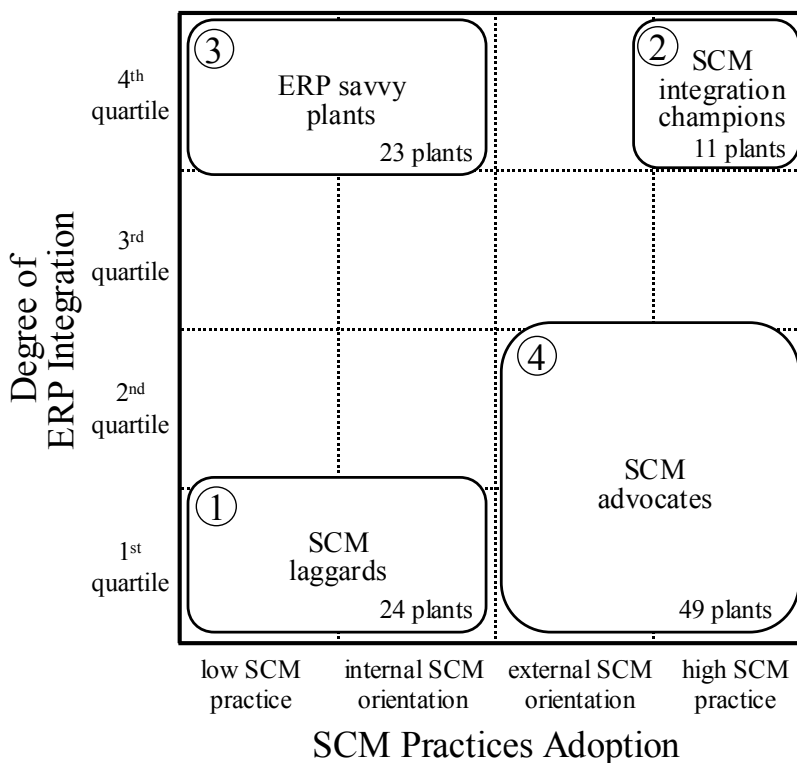 4th
quartile
3
ERP savvy
plants
23 plants
2
SCM
integration
champions
11 plants
3rd
quartile
Degree of
ERP Integration
2nd
quartile
4
SCM
advocates
49 plants
1st
quartile
1
SCM
laggards
24 plants
low SCM
practice
internal SCM
orientation
external SCM
orientation
high SCM
practice
SCM Practices Adoption